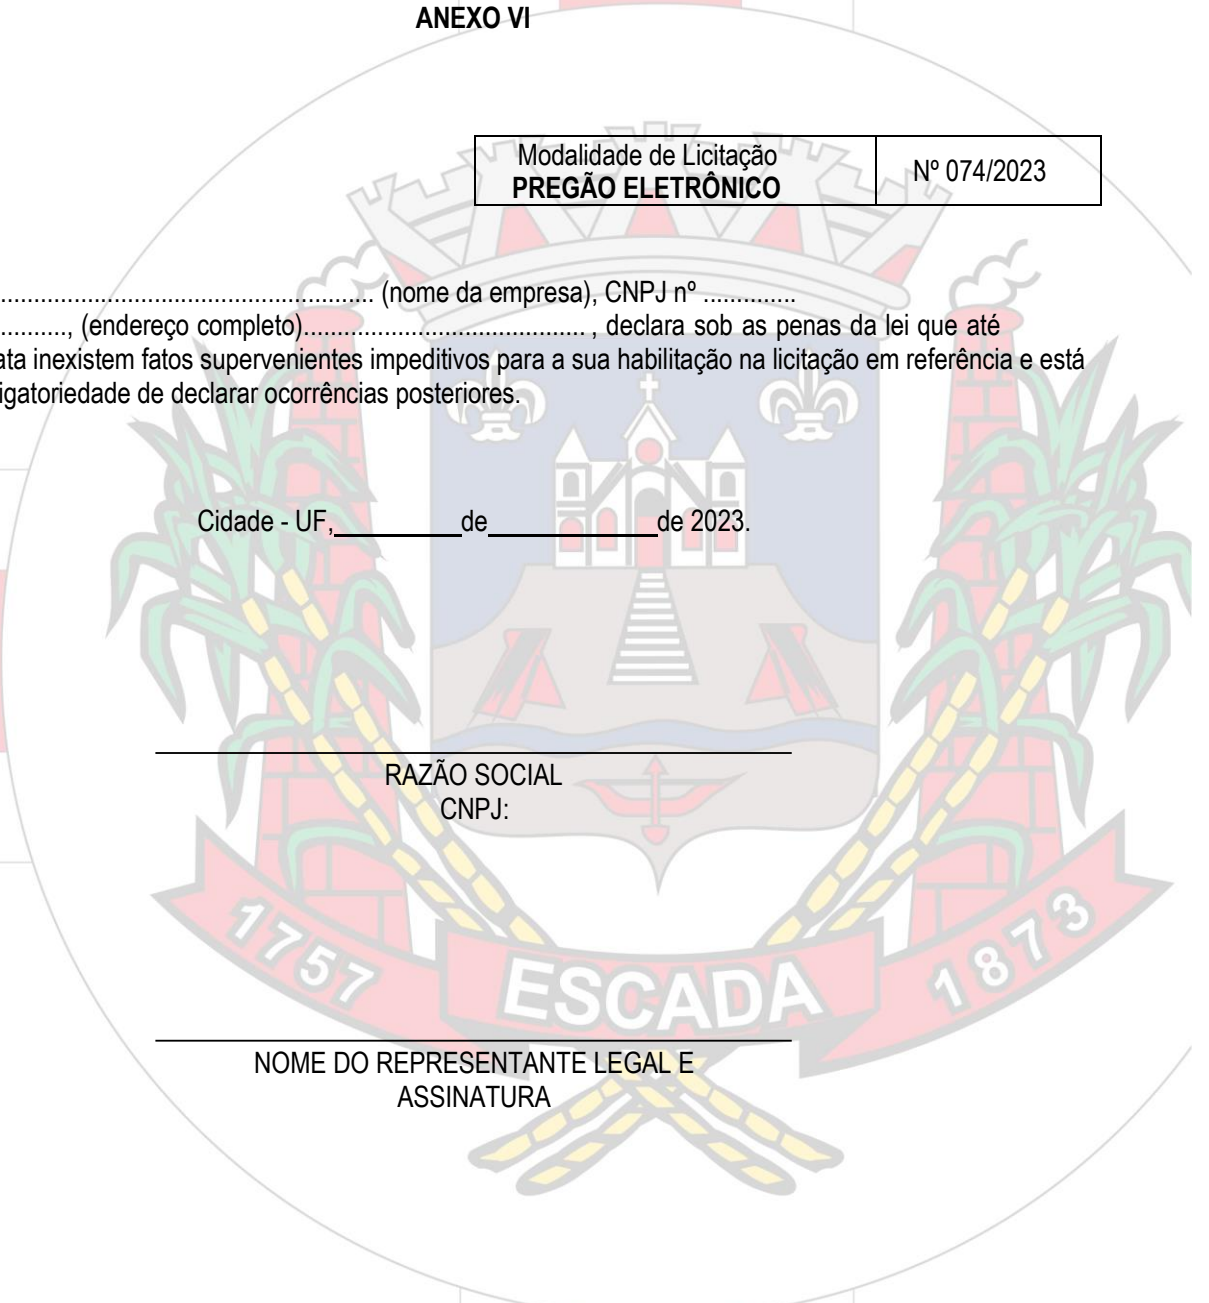 ANEXO VI
Modalidade de Licitação
PREGÃO ELETRÔNICO
Nº 074/2023
........................................................ (nome da empresa), CNPJ nº ..............
..........., (endereço completo).......................................... , declara sob as penas da lei que até
ata inexistem fatos supervenientes impeditivos para a sua habilitação na licitação em referência e está
igatoriedade de declarar ocorrências posteriores.
Cidade - UF,_________de____________de 2023.
RAZÃO SOCIAL
CNPJ:
1757 ESCADA 1873
NOME DO REPRESENTANTE LEGAL E
ASSINATURA